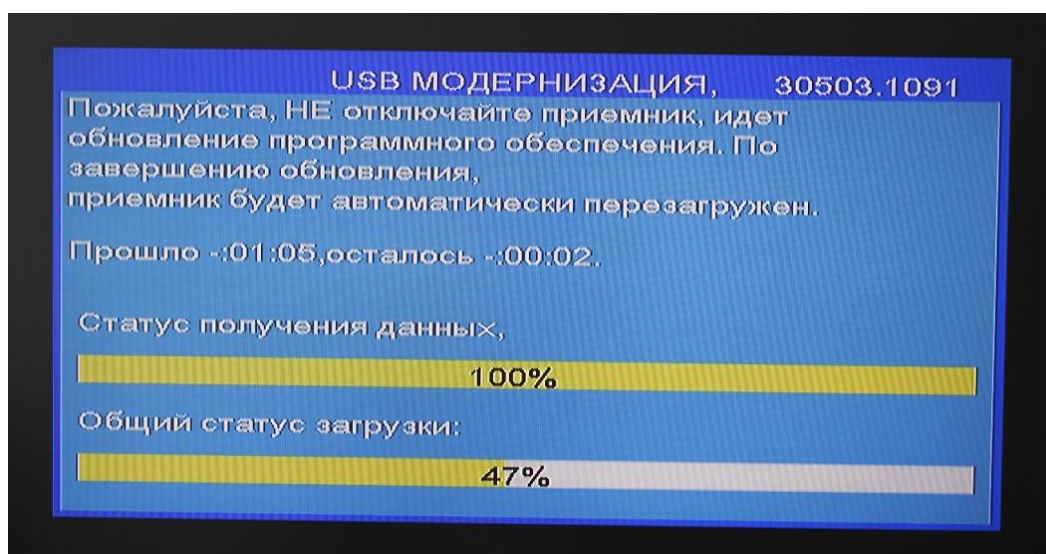 USB МОДЕРНИЗАЦИЯ, 30503.1091
Пожалуйста, НЕ отключайте приемник, идет
обновление программного обеспечения. По
завершению обновления,
приемник будет автоматически перезагружен.
Прошло -:01:05,осталось -:00:02.
Статус получения данных,
100%
Общий статус загрузки:
47%